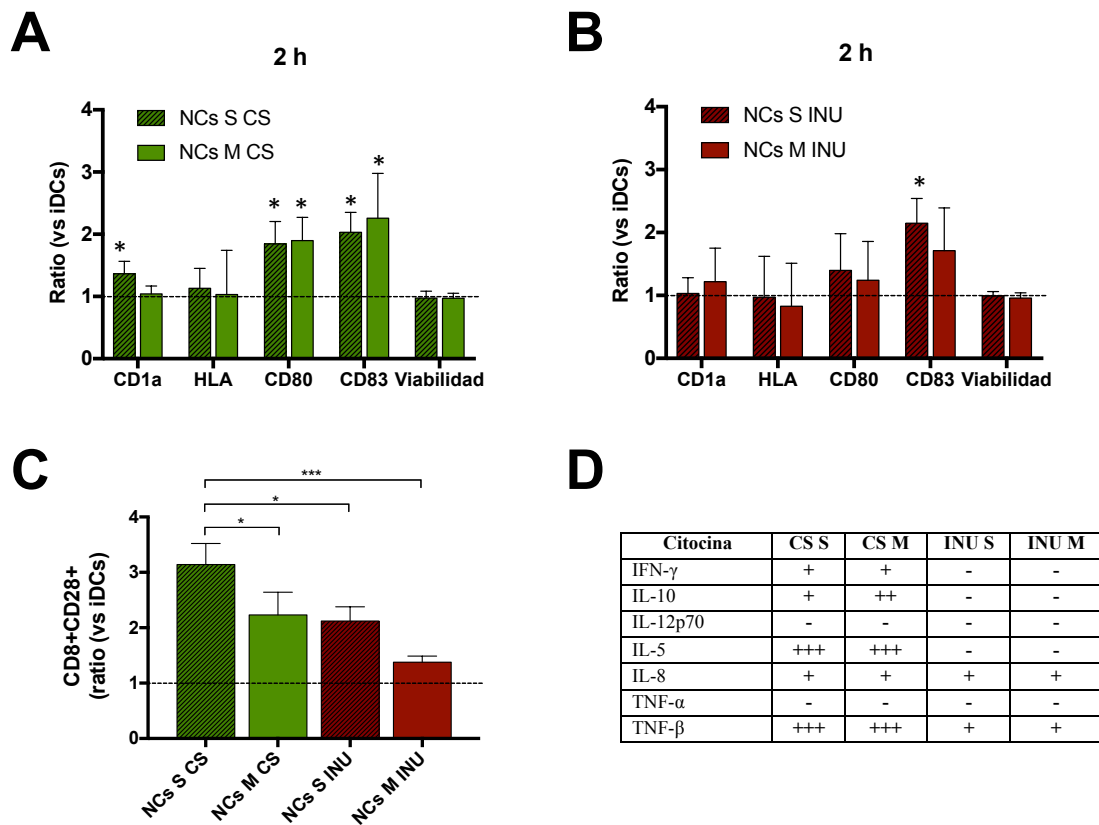 A
2 h
4
3
2
1
0
Ratio (vs iDCs)
NCs S CS
NCs M CS
*
* *
* *
CD1a HLA CD80 CD83 Viabilidad
B
2 h
4
3
2
1
0
Ratio (vs iDCs)
NCs S INU
NCs M INU
*
CD1a HLA CD80 CD83 Viabilidad
C
***
*
*
4
3
2
1
0
CD8+CD28+
(ratio (vs iDCs)
NCs S CS
NCs M CS
NCs S INU
NCs M INU
D
Citocina CS S CS M INU S INU M
IFN-γ + + - -
IL-10 + ++ - -
IL-12p70 - - - -
IL-5 +++ +++ - -
IL-8 + + + +
TNF-α - - - -
TNF-β +++ +++ + +